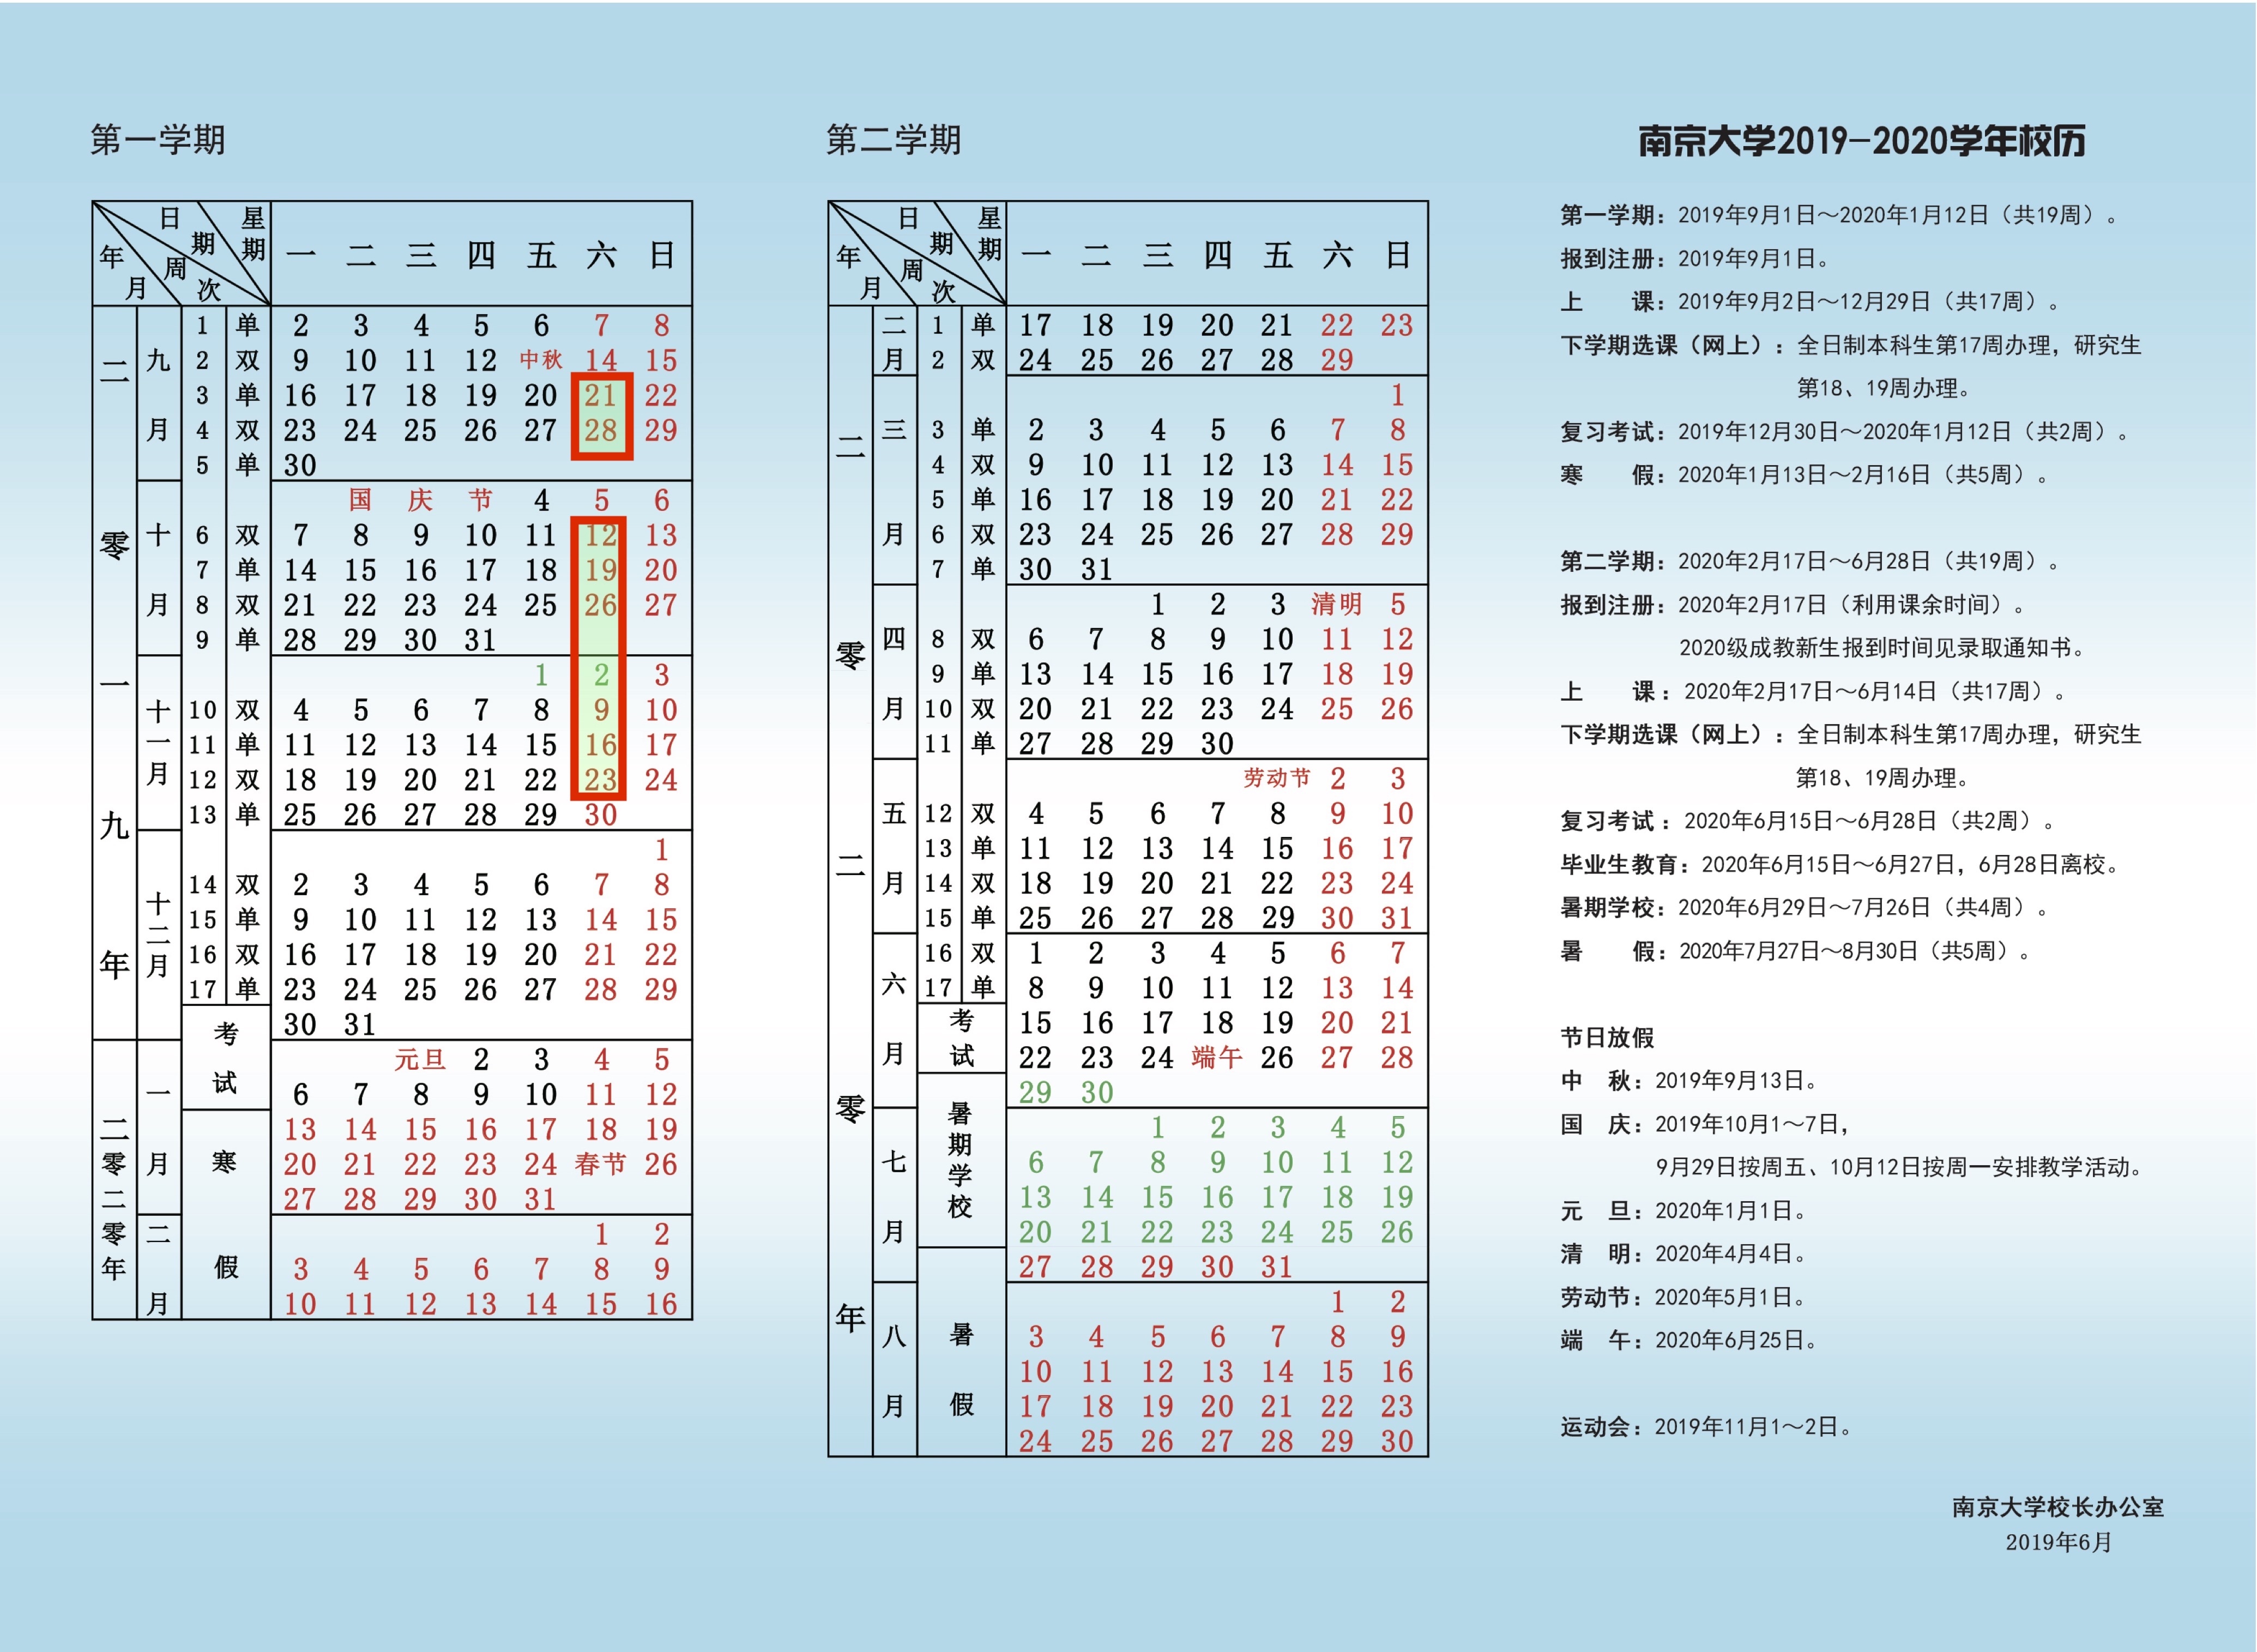 第一学期
日 期 星期
年 月 周 次
一 二 三 四 五 六 日
二零一九年
九月
1 单 2 3 4 5 6 7 8
2 双 9 10 11 12 中秋 14 15
3 单 16 17 18 19 20 21 22
4 双 23 24 25 26 27 28 29
5 单 30
十月
国 庆 节 4 5 6
6 双 7 8 9 10 11 12 13
7 单 14 15 16 17 18 19 20
8 双 21 22 23 24 25 26 27
9 单 28 29 30 31
十一月
1 2 3
10 双 4 5 6 7 8 9 10
11 单 11 12 13 14 15 16 17
12 双 18 19 20 21 22 23 24
13 单 25 26 27 28 29 30
十二月
1
14 双 2 3 4 5 6 7 8
15 单 9 10 11 12 13 14 15
16 双 16 17 18 19 20 21 22
17 单 23 24 25 26 27 28 29
考试
30 31
二零二零年
一月
元旦 2 3 4 5
6 7 8 9 10 11 12
寒假
13 14 15 16 17 18 19
20 21 22 23 24 春节 26
27 28 29 30 31
二月
1 2
3 4 5 6 7 8 9
10 11 12 13 14 15 16
第二学期
日 期 星期
年 月 周 次
一 二 三 四 五 六 日
二零二零年
二月
1 单 17 18 19 20 21 22 23
2 双 24 25 26 27 28 29
三月
1
3 单 2 3 4 5 6 7 8
4 双 9 10 11 12 13 14 15
5 单 16 17 18 19 20 21 22
6 双 23 24 25 26 27 28 29
7 单 30 31
四月
1 2 3 清明 5
8 双 6 7 8 9 10 11 12
9 单 13 14 15 16 17 18 19
10 双 20 21 22 23 24 25 26
11 单 27 28 29 30
五月
劳动节 2 3
12 双 4 5 6 7 8 9 10
13 单 11 12 13 14 15 16 17
14 双 18 19 20 21 22 23 24
15 单 25 26 27 28 29 30 31
六月
16 双 1 2 3 4 5 6 7
17 单 8 9 10 11 12 13 14
考试
15 16 17 18 19 20 21
22 23 24 端午 26 27 28
暑期学校
29 30
七月
1 2 3 4 5
6 7 8 9 10 11 12
13 14 15 16 17 18 19
20 21 22 23 24 25 26
暑假
27 28 29 30 31
八月
1 2
3 4 5 6 7 8 9
10 11 12 13 14 15 16
17 18 19 20 21 22 23
24 25 26 27 28 29 30
南京大学2019-2020学年校历
第一学期：2019年9月1日～2020年1月12日（共19周）。
报到注册：2019年9月1日。
上 课：2019年9月2日～12月29日（共17周）。
下学期选课（网上）：全日制本科生第17周办理，研究生
第18、19周办理。
复习考试：2019年12月30日～2020年1月12日（共2周）。
寒 假：2020年1月13日～2月16日（共5周）。
第二学期：2020年2月17日～6月28日（共19周）。
报到注册：2020年2月17日（利用课余时间）。
2020级成教新生报到时间见录取通知书。
上 课：2020年2月17日～6月14日（共17周）。
下学期选课（网上）：全日制本科生第17周办理，研究生
第18、19周办理。
复习考试：2020年6月15日～6月28日（共2周）。
毕业生教育：2020年6月15日～6月27日，6月28日离校。
暑期学校：2020年6月29日～7月26日（共4周）。
暑 假：2020年7月27日～8月30日（共5周）。
节日放假
中 秋：2019年9月13日。
国 庆：2019年10月1～7日，
9月29日按周五、10月12日按周一安排教学活动。
元 旦：2020年1月1日。
清 明：2020年4月4日。
劳动节：2020年5月1日。
端 午：2020年6月25日。
运动会：2019年11月1～2日。
南京大学校长办公室
2019年6月